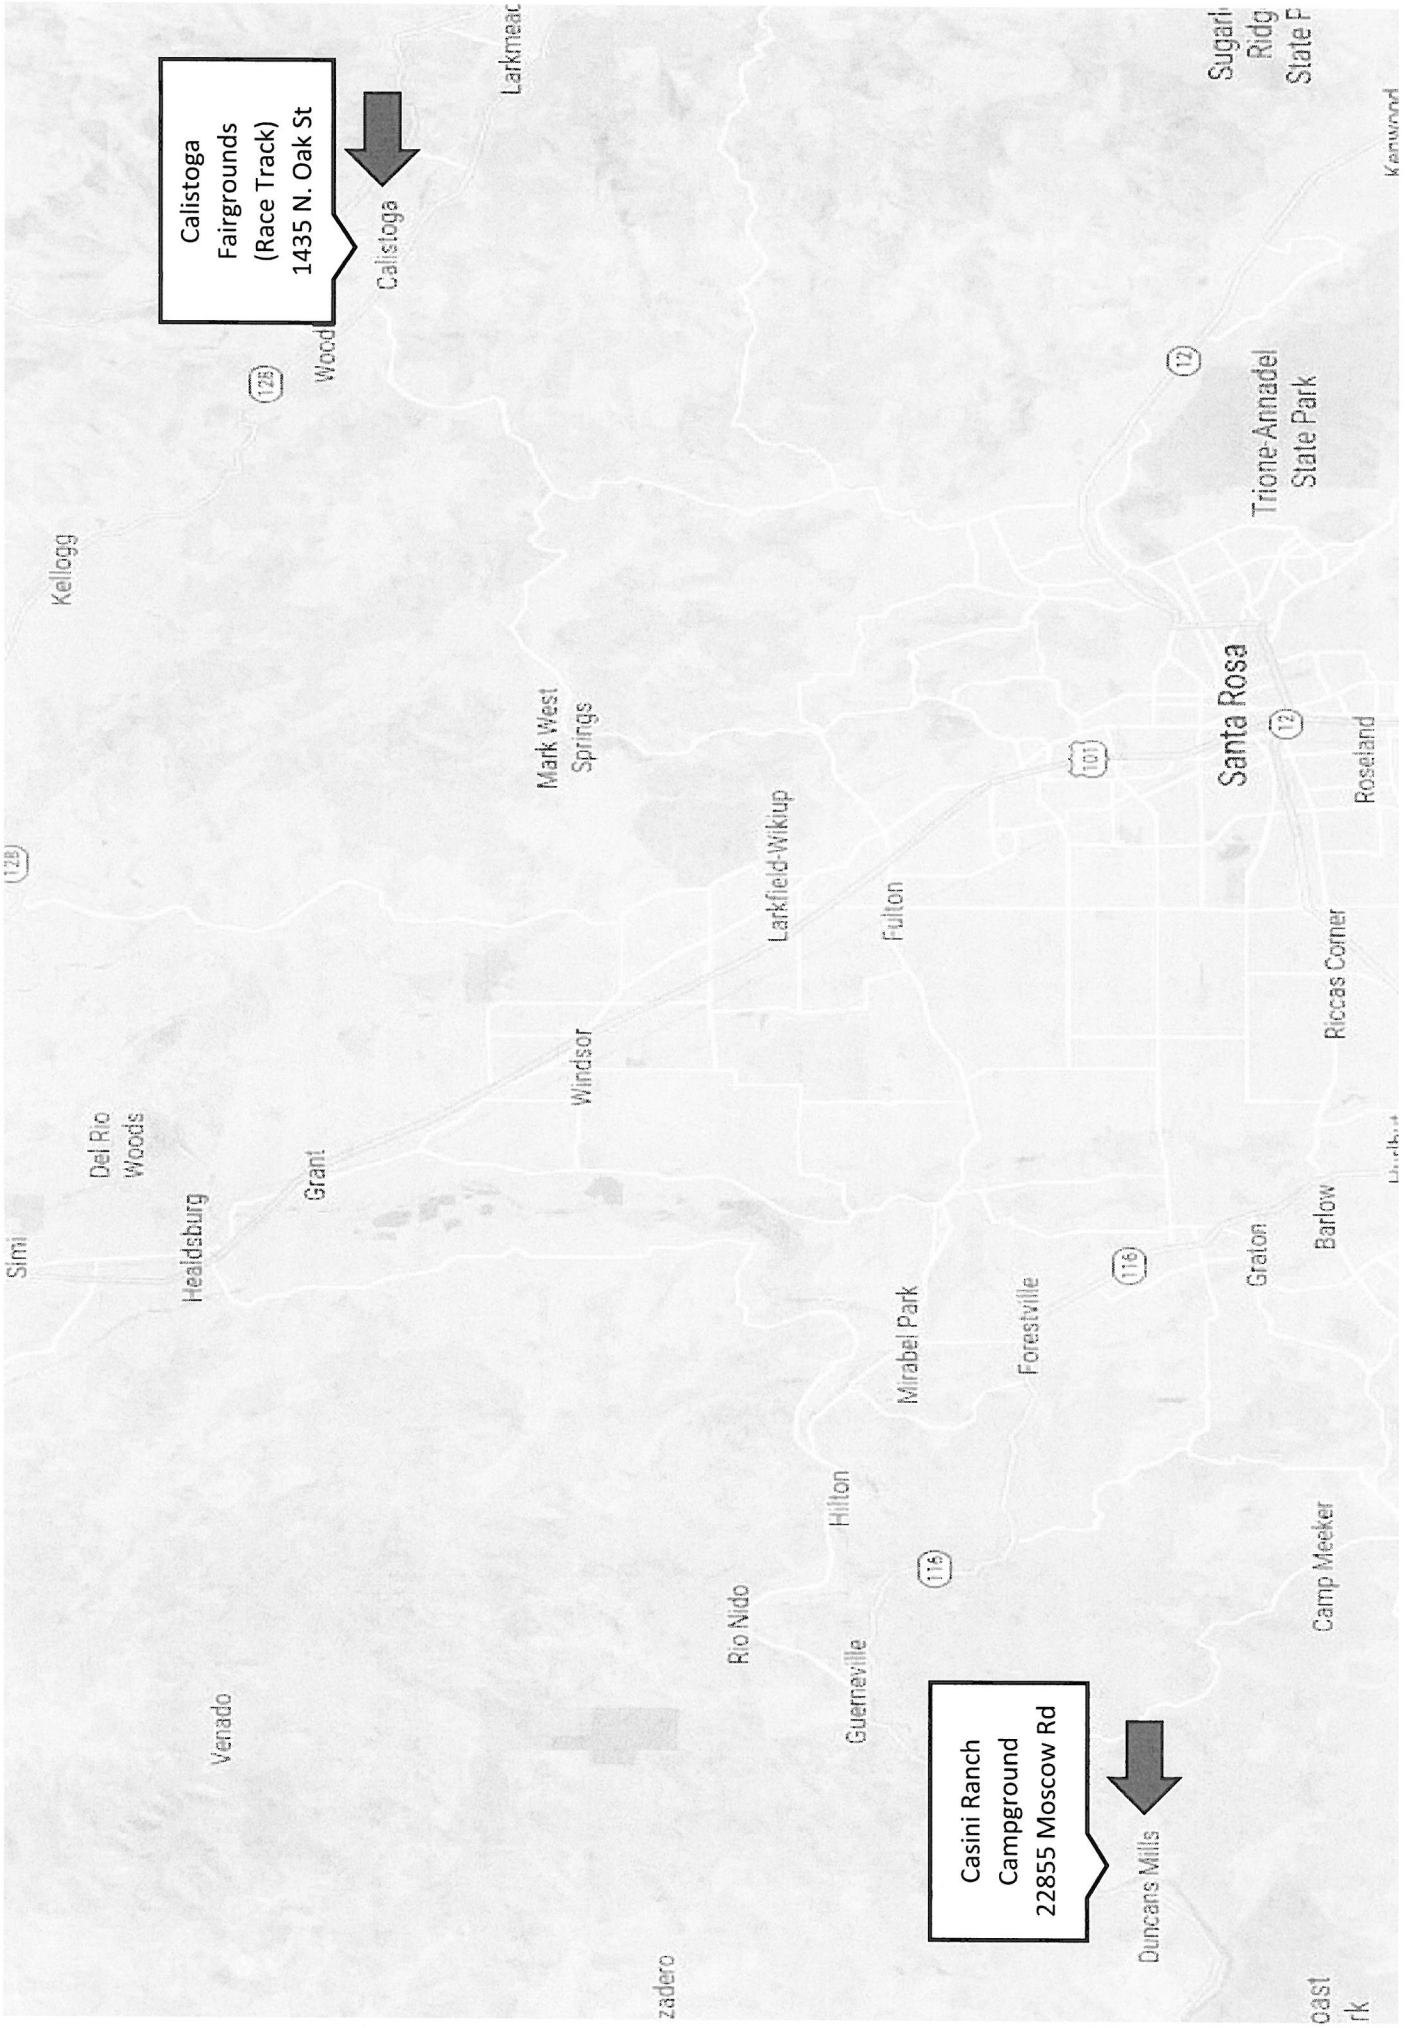 Simi
128
Kellogg
Larkmeac
Del Rio
Woods
Healdsburg
Venado
Grant
128
Wood
Calistoga
Fairgrounds
(Race Track)
1435 N. Oak St
Calistoga
Mark West
Springs
Windsor
zadero
Rio Nido
Larkfield-Wikiup
Hilton
Guerneville
Mirabel Park
Fulton
116
Casini Ranch
Campground
22855 Moscow Rd
Duncans Mills
Forestville
101
116
12
Santa Rosa
Sugarl
Ridg
State P
Trione-Annadel
State Park
Graton
12
Camp Meeker
Barlow
Riccas Corner
Roseland
Kenwood
oast
rk